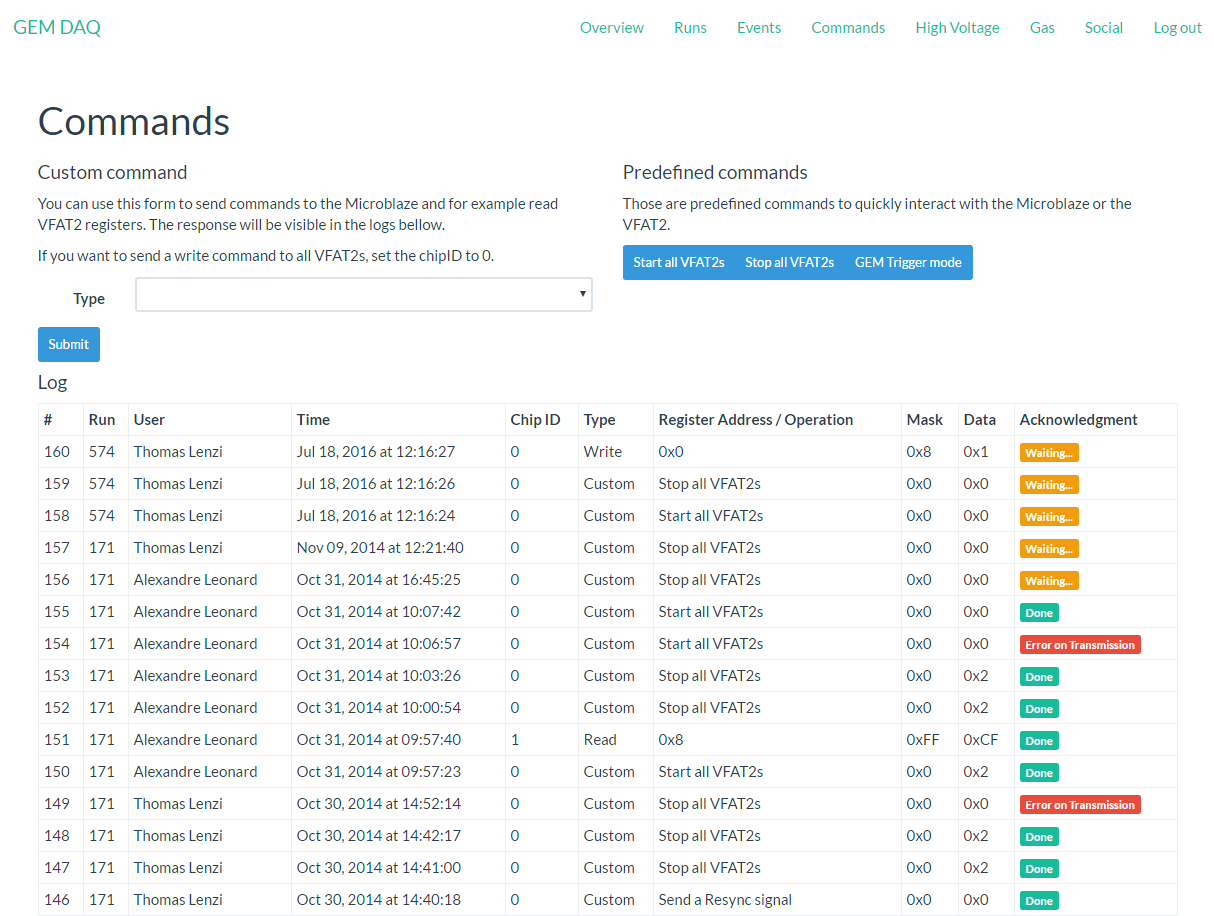 GEM DAQ Overview Runs Events Commands High Voltage Gas Social Log out
Commands
Custom command
You can use this form to send commands to the Microblaze and for example read
VFAT2 registers. The response will be visible in the logs bellow.
If you want to send a write command to all VFAT2s, set the chipID to 0.
Type
Submit
Predefined commands
Those are predefined commands to quickly interact with the Microblaze or the
VFAT2.
Start all VFAT2s Stop all VFAT2s GEM Trigger mode
Log
# Run User Time Chip ID Type Register Address / Operation Mask Data Acknowledgment
160 574 Thomas Lenzi Jul 18, 2016 at 12:16:27 0 Write 0x0 0x8 0x1 Waiting...
159 574 Thomas Lenzi Jul 18, 2016 at 12:16:26 0 Custom Stop all VFAT2s 0x0 0x0 Waiting...
158 574 Thomas Lenzi Jul 18, 2016 at 12:16:24 0 Custom Start all VFAT2s 0x0 0x0 Waiting...
157 171 Thomas Lenzi Nov 09, 2014 at 12:21:40 0 Custom Stop all VFAT2s 0x0 0x0 Waiting...
156 171 Alexandre Leonard Oct 31, 2014 at 16:45:25 0 Custom Stop all VFAT2s 0x0 0x0 Waiting...
155 171 Alexandre Leonard Oct 31, 2014 at 10:07:42 0 Custom Start all VFAT2s 0x0 0x0 Done
154 171 Alexandre Leonard Oct 31, 2014 at 10:06:57 0 Custom Start all VFAT2s 0x0 0x0 Error on Transmission
153 171 Alexandre Leonard Oct 31, 2014 at 10:03:26 0 Custom Stop all VFAT2s 0x0 0x2 Done
152 171 Alexandre Leonard Oct 31, 2014 at 10:00:54 0 Custom Stop all VFAT2s 0x0 0x2 Done
151 171 Alexandre Leonard Oct 31, 2014 at 09:57:40 1 Read 0x8 0xFF 0xCF Done
150 171 Alexandre Leonard Oct 31, 2014 at 09:57:23 0 Custom Start all VFAT2s 0x0 0x2 Done
149 171 Thomas Lenzi Oct 30, 2014 at 14:52:14 0 Custom Stop all VFAT2s 0x0 0x0 Error on Transmission
148 171 Thomas Lenzi Oct 30, 2014 at 14:42:17 0 Custom Stop all VFAT2s 0x0 0x2 Done
147 171 Thomas Lenzi Oct 30, 2014 at 14:41:00 0 Custom Stop all VFAT2s 0x0 0x2 Done
146 171 Thomas Lenzi Oct 30, 2014 at 14:40:18 0 Custom Send a Resync signal 0x0 0x0 Done